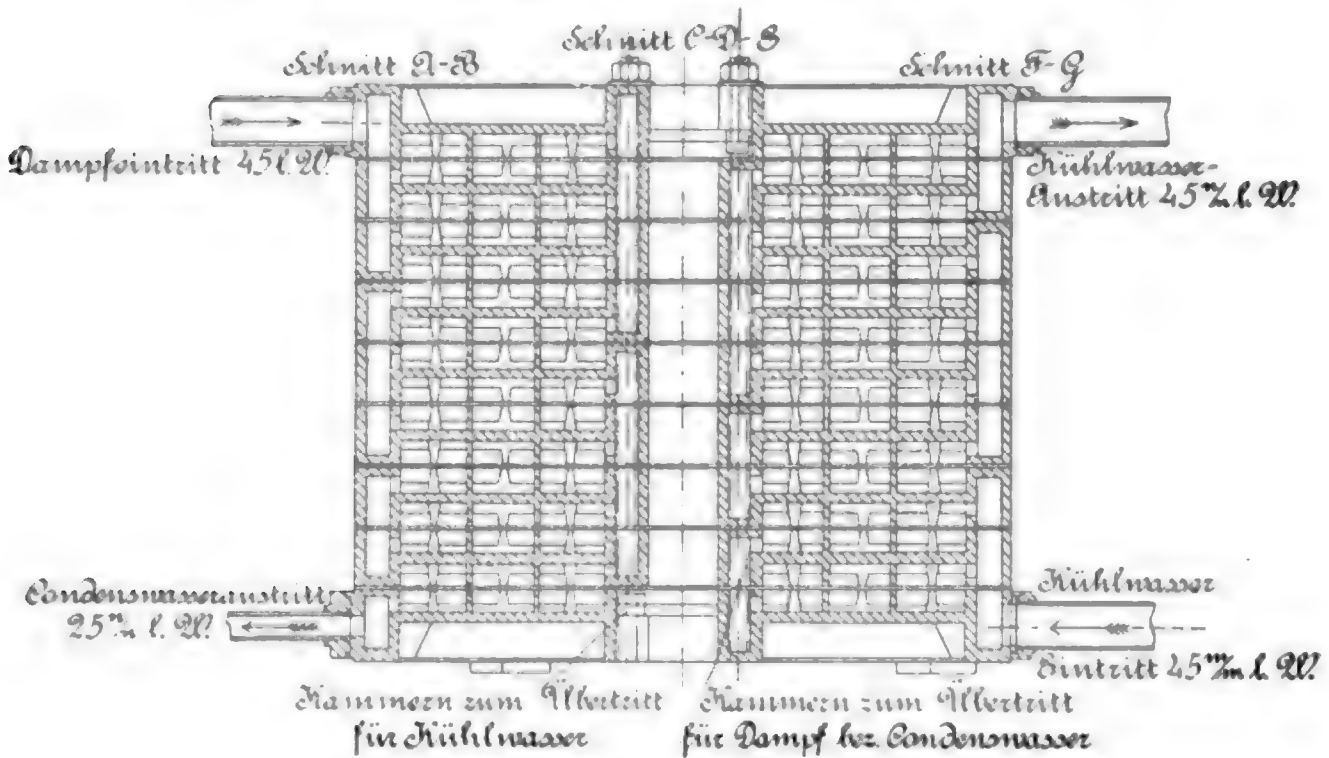 Schnitt C-D-E
Schnitt A-B
Schnitt F-G
Dampfeintritt 45 l. W.
Kühlwasser-
Austritt 45 m/m l. W.
Condenswasseraustritt
25 m/m l. W.
Kühlwasser
Eintritt 45 m/m l. W.
Kammern zum Übertritt
für Kühlwasser
Kammern zum Übertritt
für Dampf bez. Condenswasser